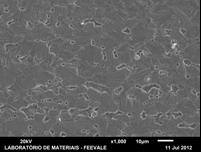 20kV x1,000 10µm 11 Jul 2012
LABORATÓRIO DE MATERIAIS - FEEVALE